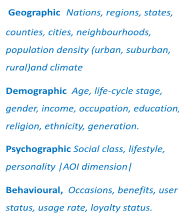 Geographic Nations, regions, states,
counties, cities, neighbourhoods,
population density (urban, suburban,
rural)and climate
Demographic Age, life-cycle stage,
gender, income, occupation, education,
religion, ethnicity, generation.
Psychographic Social class, lifestyle,
personality |AOI dimension|
Behavioural, Occasions, benefits, user
status, usage rate, loyalty status.